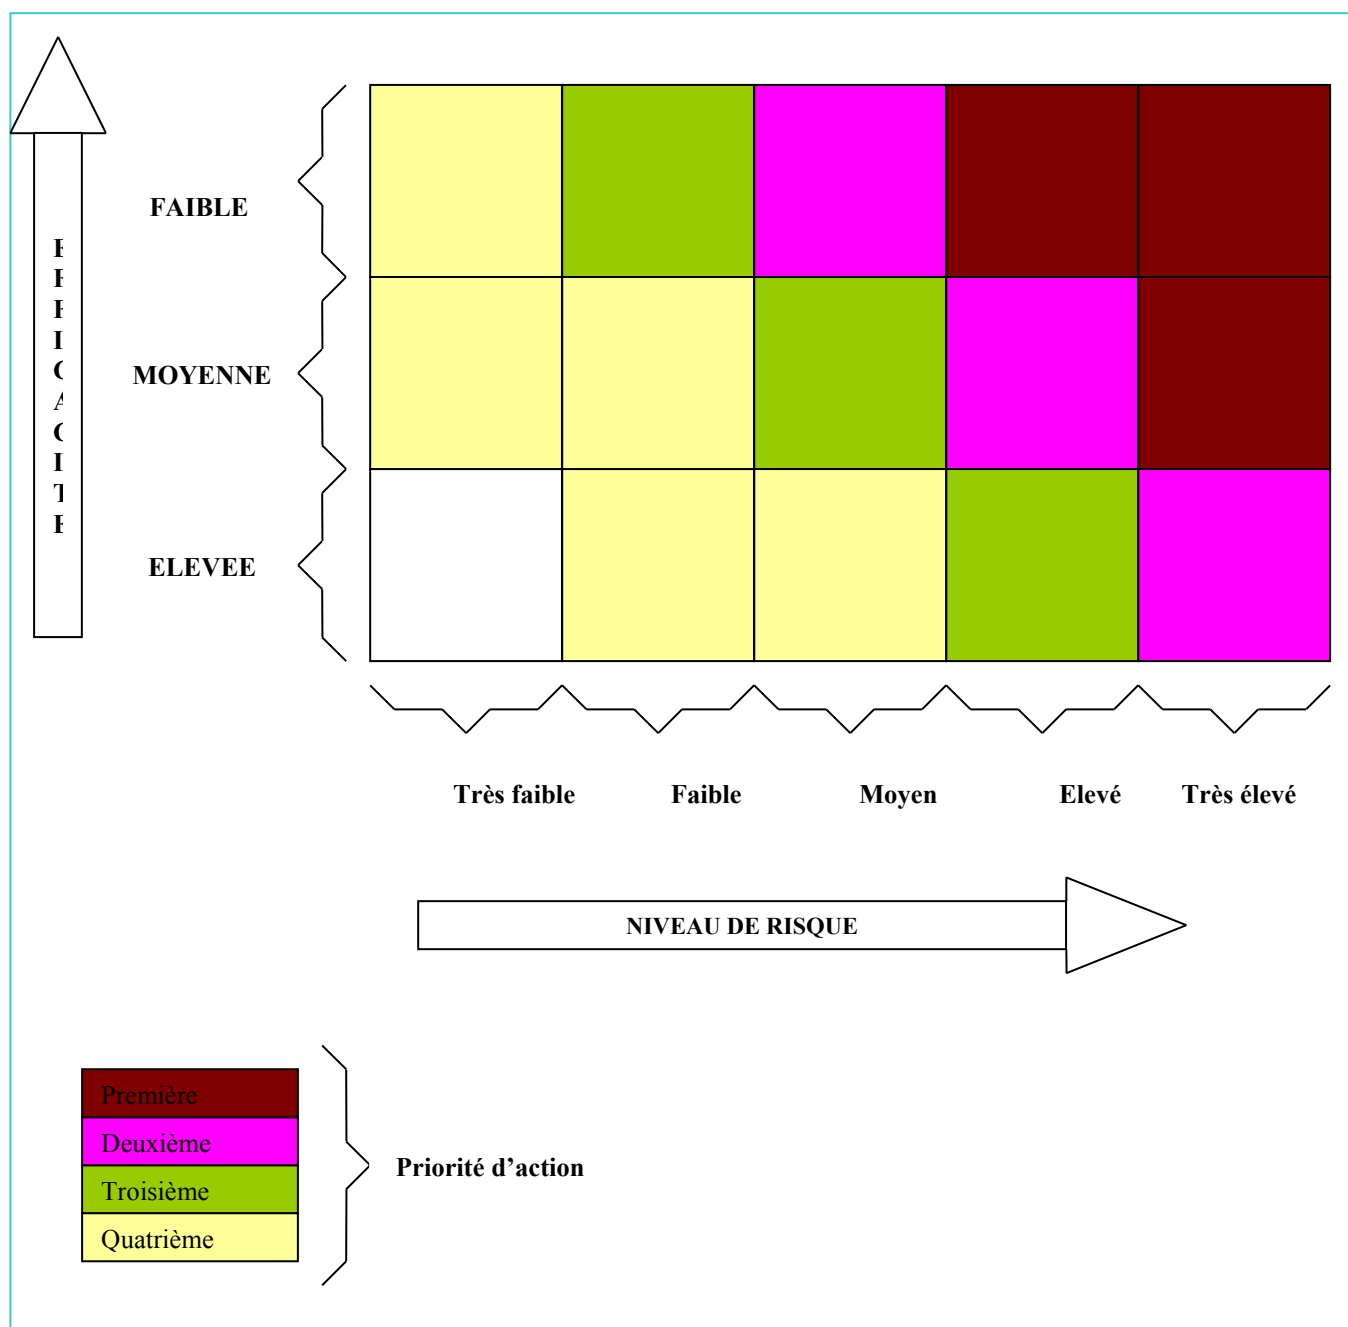 FAIBLE
EFFICACITE
MOYENNE
ELEVEE
Très faible
Faible
Moyen
Elevé
Très élevé
NIVEAU DE RISQUE
Première
Deuxième
Troisième
Quatrième
Priorité d’action